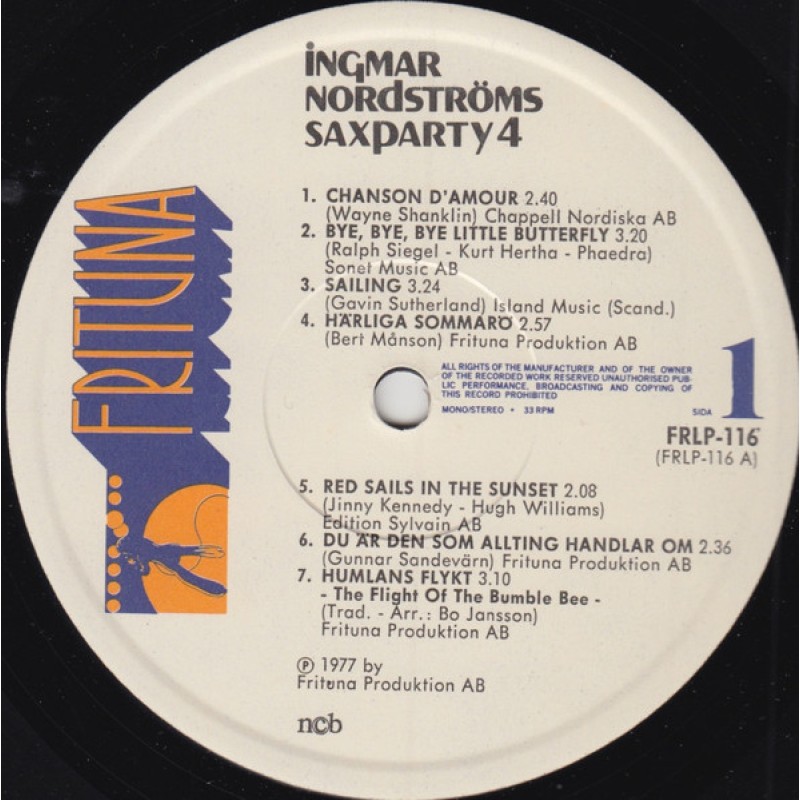 İNGMAR
NORDSTRÖMS
SAXPARTY 4
1. CHANSON D'AMOUR 2.40
(Wayne Shanklin) Chappell Nordiska AB
2. BYE, BYE, BYE LITTLE BUTTERFLY 3.20
(Ralph Siegel - Kurt Hertha - Phaedra)
Sonet Music AB
3. SAILING 3.24
(Gavin Sutherland) Island Music (Scand.)
4. HÄRLIGA SOMMARÖ 2.57
(Bert Månson) Frituna Produktion AB
FRITUNA
ALL RIGHTS OF THE MANUFACTURER AND OF THE OWNER
OF THE RECORDED WORK RESERVED UNAUTHORISED PUB-
LIC PERFORMANCE, BROADCASTING AND COPYING OF
THIS RECORD PROHIBITED
MONO/STEREO • 33 RPM
SIDA 1
FRLP-116
(FRLP-116 A)
5. RED SAILS IN THE SUNSET 2.08
(Jinny Kennedy - Hugh Williams)
Edition Sylvain AB
6. DU ÄR DEN SOM ALLTING HANDLAR OM 2.36
(Gunnar Sandevärn) Frituna Produktion AB
7. HUMLANS FLYKT 3.10
- The Flight Of The Bumble Bee -
(Trad. - Arr.: Bo Jansson)
Frituna Produktion AB
Ⓟ 1977 by
Frituna Produktion AB
ncb